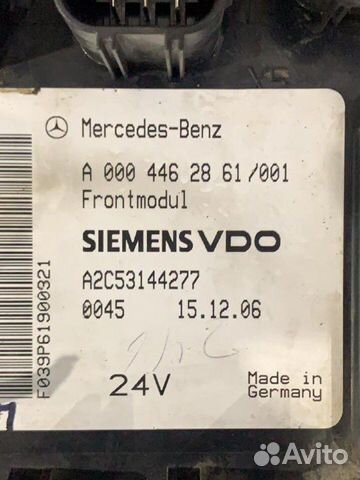 Mercedes-Benz
A 000 446 28 61/001
Frontmodul
SIEMENS VDO
A2C53144277
0045 15.12.06
24V
Made in
Germany
F039P61900321
Avito